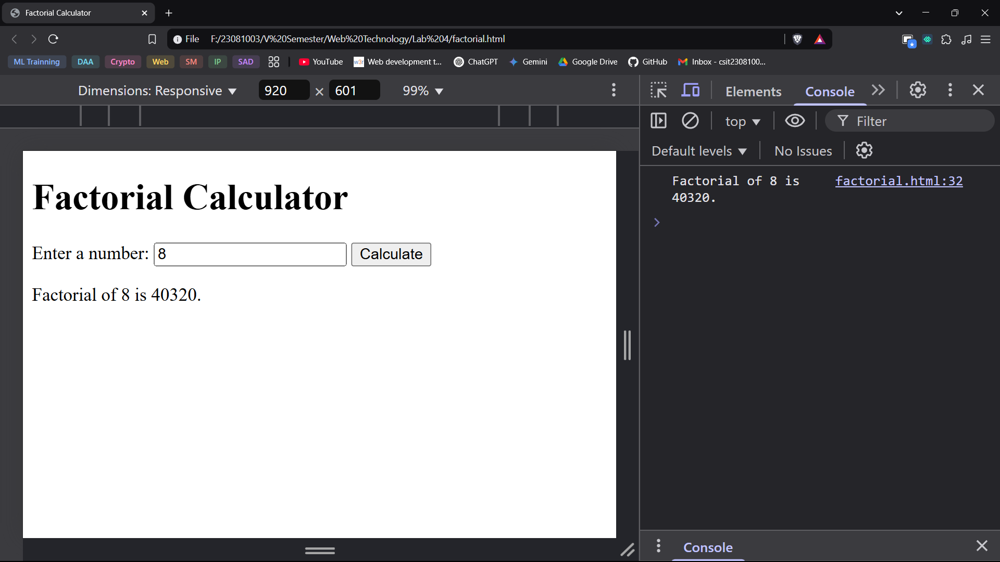 Factorial Calculator
File F:/23081003/V%20Semester/Web%20Technology/Lab%204/factorial.html
ML Trainning DAA Crypto Web SM IP SAD YouTube w3r Web development t... ChatGPT Gemini Google Drive GitHub Inbox - csit2308100...
Dimensions: Responsive 920 × 601 99%
Elements Console
top Filter
Default levels No Issues
Factorial of 8 is factorial.html:32
40320.
Factorial Calculator
Enter a number: 8 Calculate
Factorial of 8 is 40320.
Console